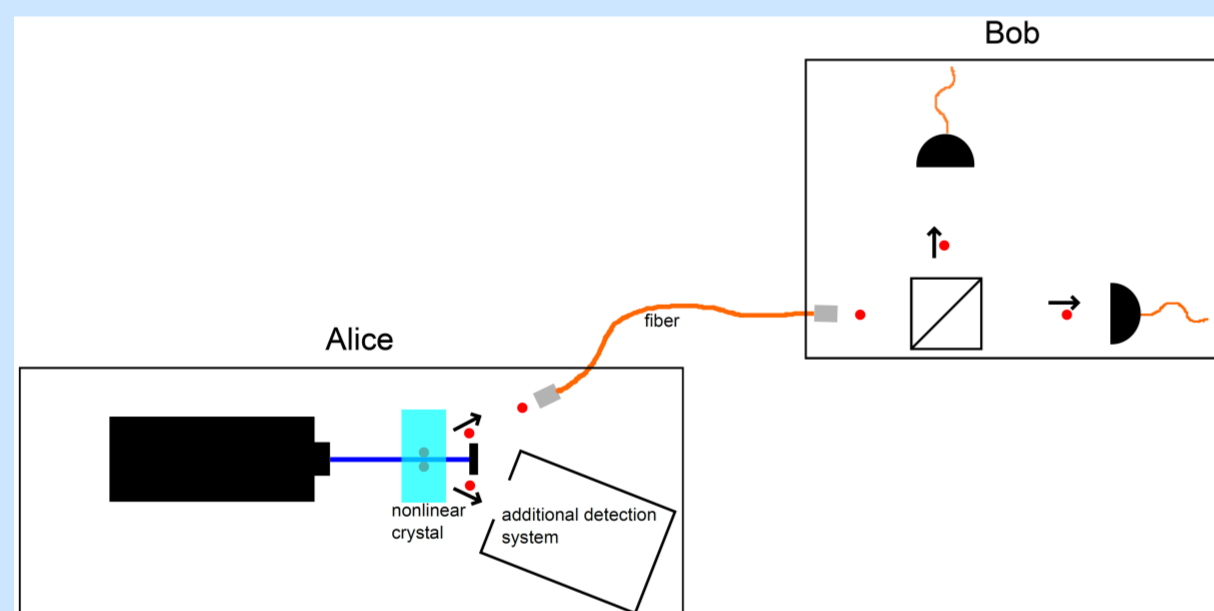 Bob
fiber
Alice
nonlinear
crystal
additional detection
system